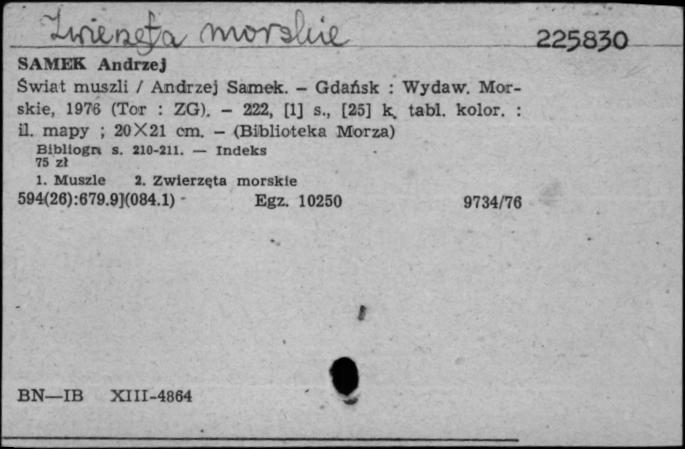 Zwierzęta morskie 225830
SAMEK Andrzej
Świat muszli / Andrzej Samek. – Gdańsk : Wydaw. Mor-
skie, 1976 (Tor : ZG). – 222, [1] s., [25] k. tabl. kolor. :
il. mapy ; 20X21 cm. – (Biblioteka Morza)
Bibliogr. s. 210-211. — Indeks
75 zł
1. Muszle 2. Zwierzęta morskie
594(26):679.9](084.1) - Egz. 10250 9734/76
BN—IB XIII-4864